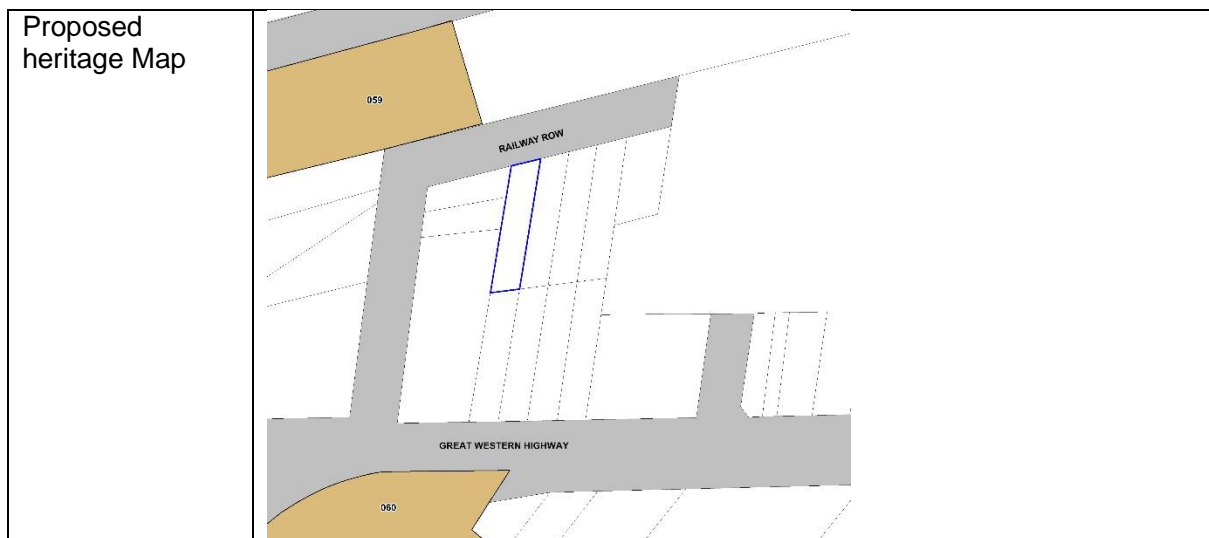 Proposed
heritage Map
059
RAILWAY ROW
GREAT WESTERN HIGHWAY
060